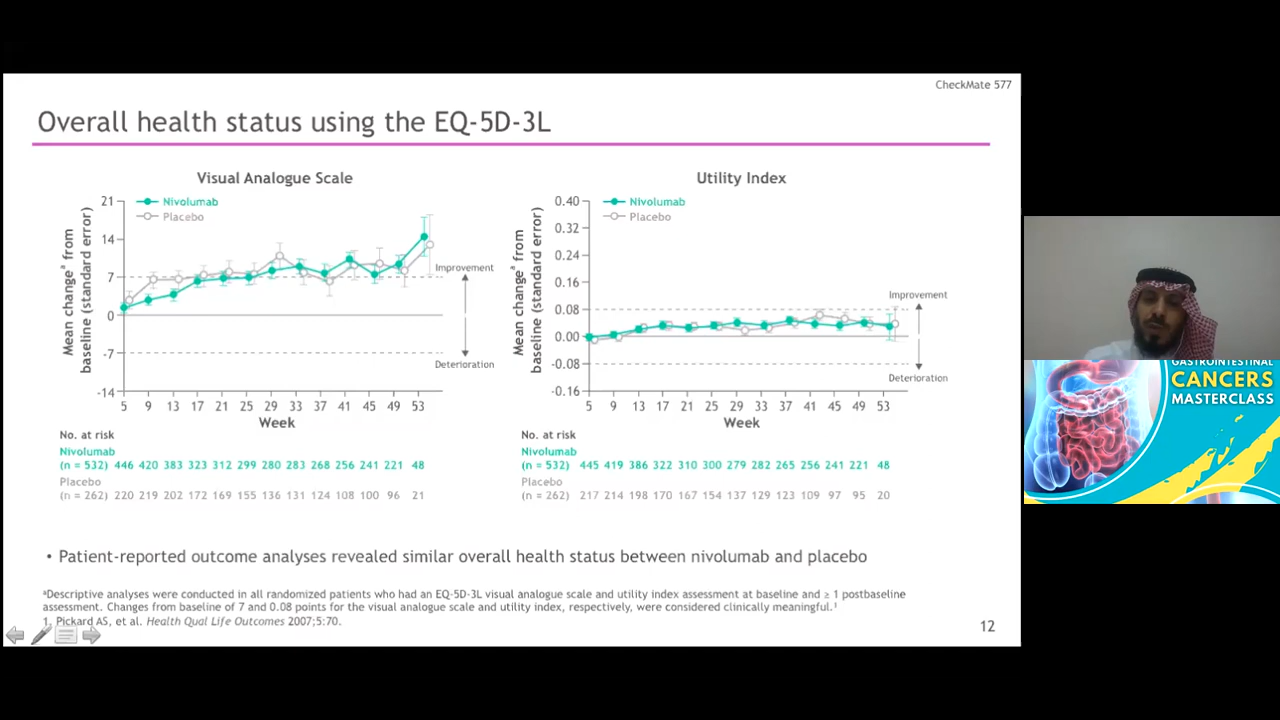 CheckMate 577
Overall health status using the EQ-5D-3L
Visual Analogue Scale
Mean changeᵃ from
baseline (standard error)
21
14
7
0
-7
-14
Nivolumab
Placebo
Improvement
Deterioration
5 9 13 17 21 25 29 33 37 41 45 49 53
Week
No. at risk
Nivolumab
(n = 532) 446 420 383 323 312 299 280 283 268 256 241 221 48
Placebo
(n = 262) 220 219 202 172 169 155 136 131 124 108 100 96 21
Utility Index
Mean changeᵃ from
baseline (standard error)
0.40
0.32
0.24
0.16
0.08
0.00
-0.08
-0.16
Nivolumab
Placebo
Improvement
Deterioration
5 9 13 17 21 25 29 33 37 41 45 49 53
Week
No. at risk
Nivolumab
(n = 532) 445 419 386 322 310 300 279 282 265 256 241 221 48
Placebo
(n = 262) 217 214 198 170 167 154 137 129 123 109 97 95 20
• Patient-reported outcome analyses revealed similar overall health status between nivolumab and placebo
ᵃDescriptive analyses were conducted in all randomized patients who had an EQ-5D-3L visual analogue scale and utility index assessment at baseline and ≥ 1 postbaseline
assessment. Changes from baseline of 7 and 0.08 points for the visual analogue scale and utility index, respectively, were considered clinically meaningful.¹
1. Pickard AS, et al. Health Qual Life Outcomes 2007;5:70.
12
GASTROINTESTINAL
CANCERS
MASTERCLASS